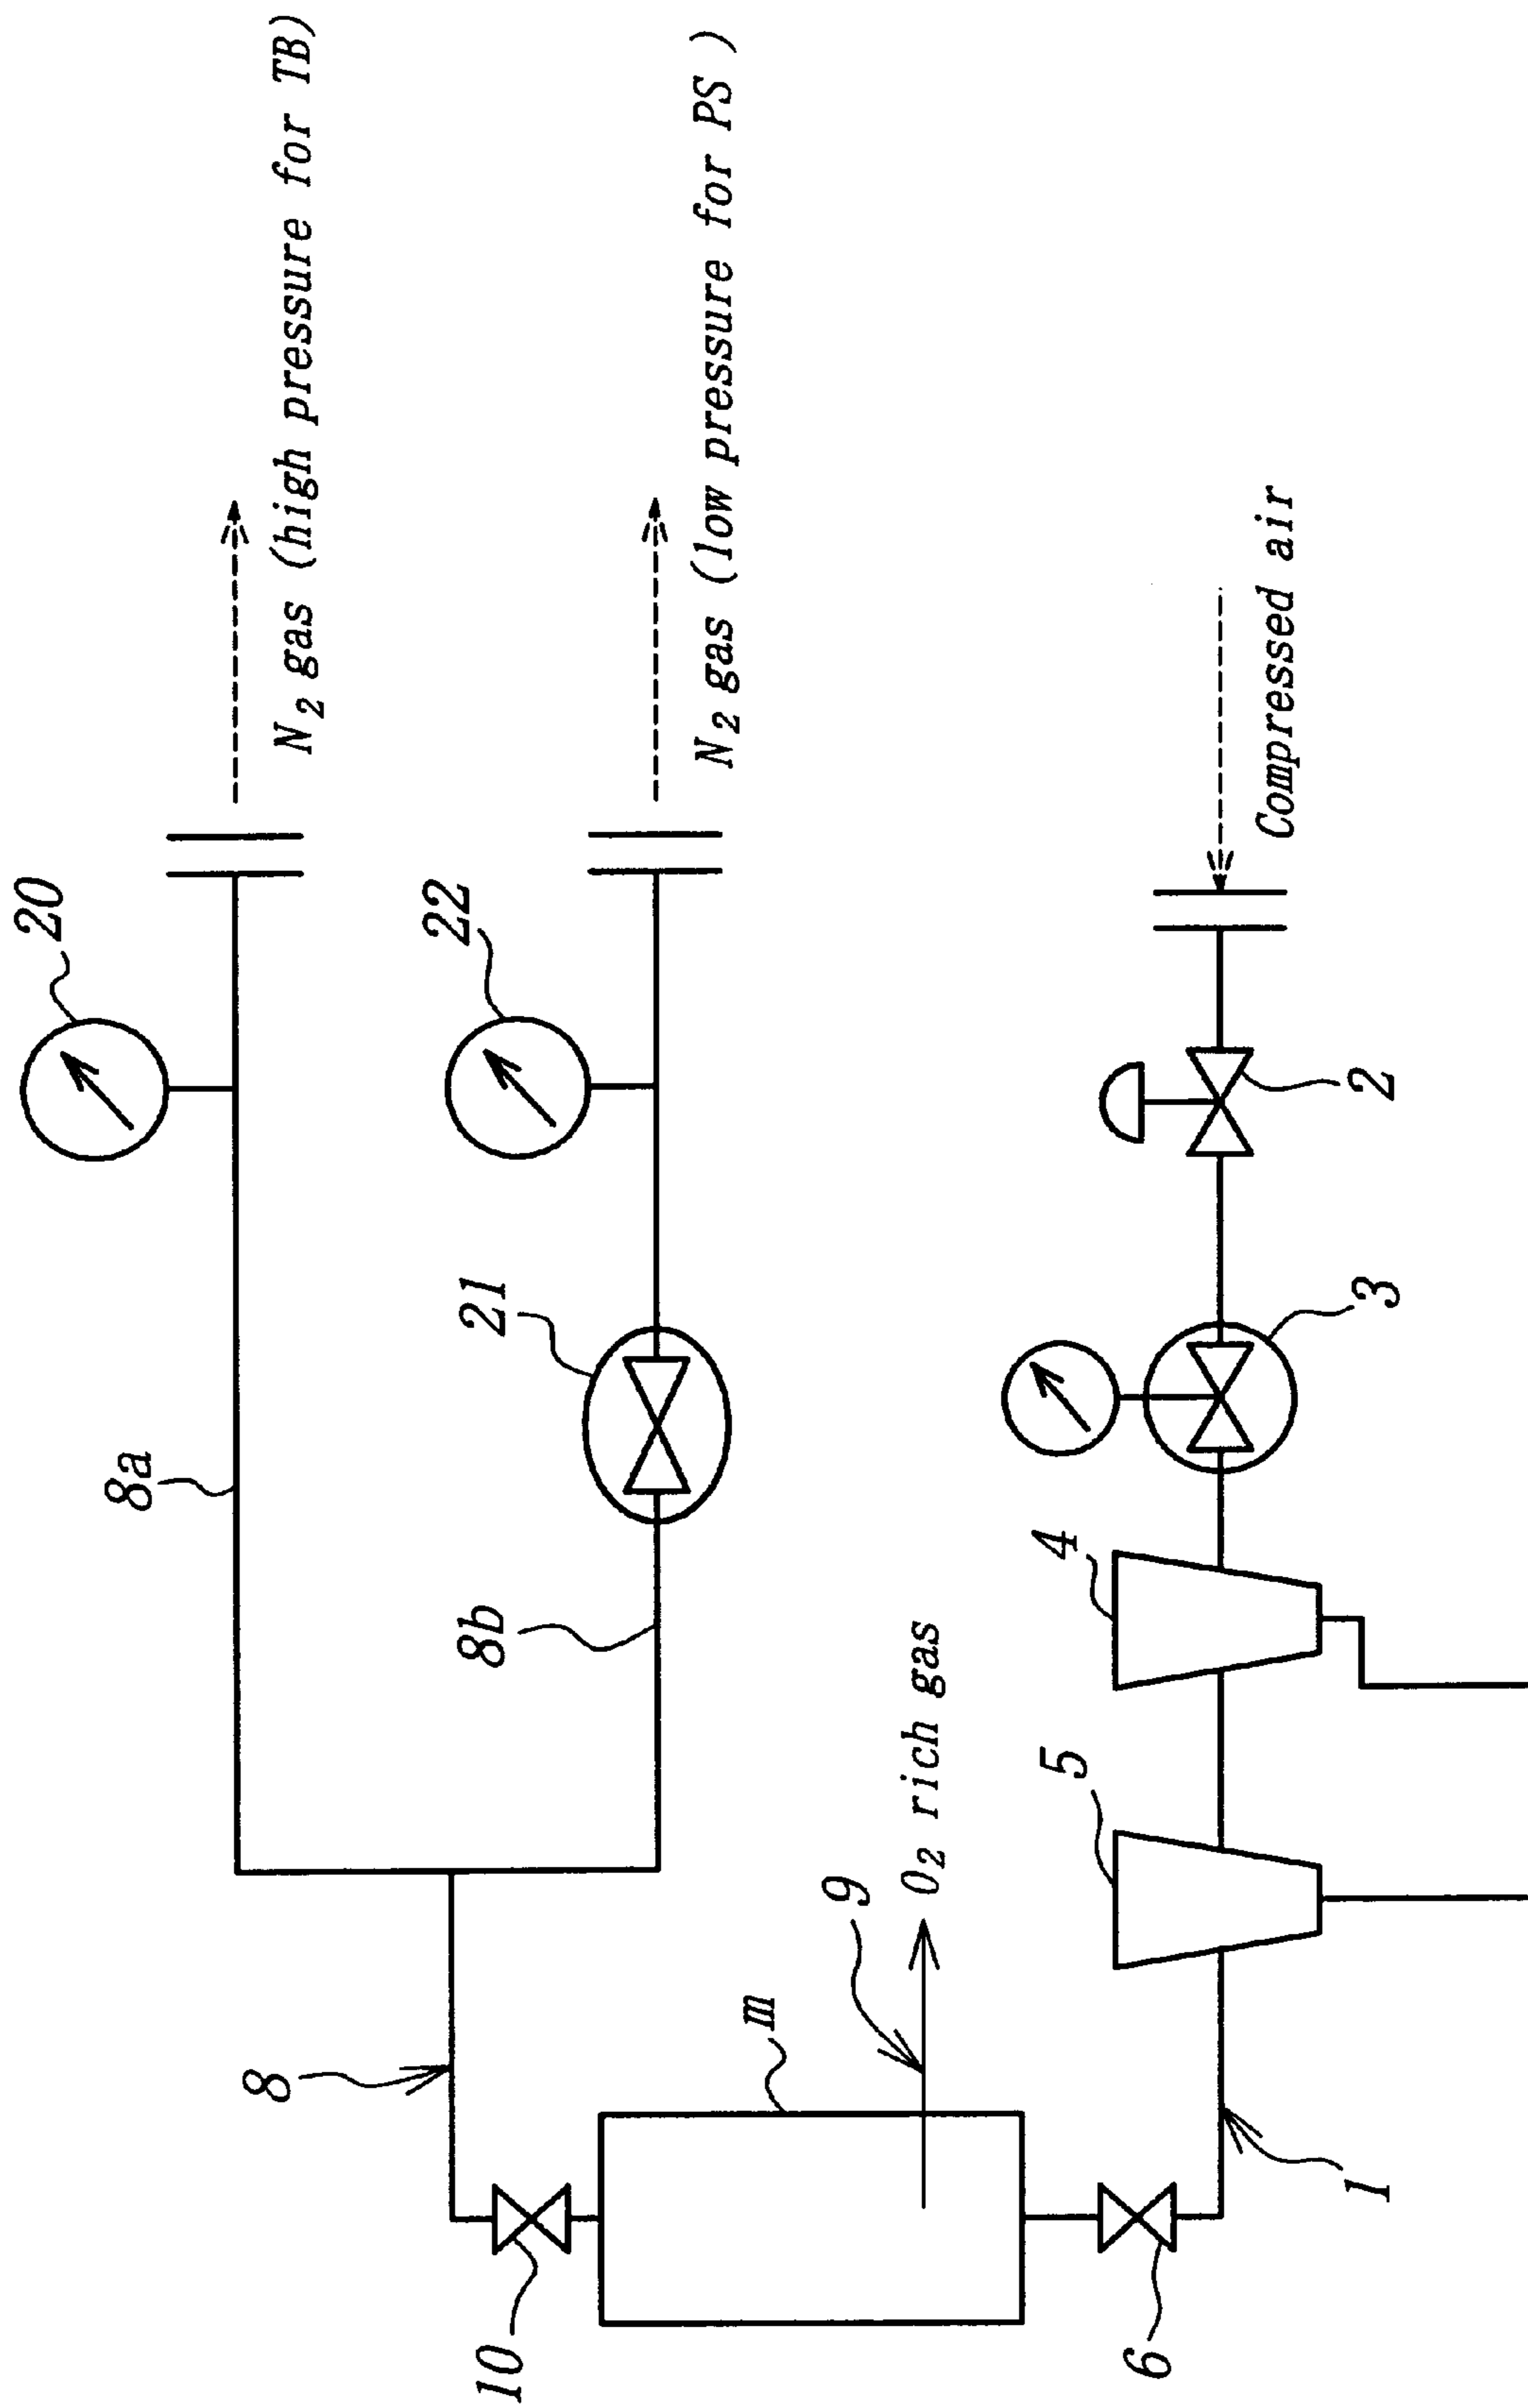 20
N2 gas (high pressure for TB)
8a
22
N2 gas (low pressure for PS )
21
8b
8
10
m
9
O2 rich gas
Compressed air
2
3
4
5
1
6